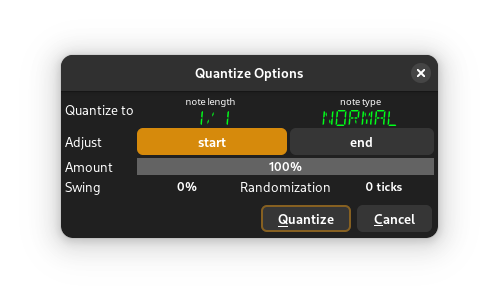 Quantize Options
note length note type
Quantize to 1/1 NORMAL
Adjust start end
Amount 100%
Swing 0% Randomization 0 ticks
Quantize Cancel